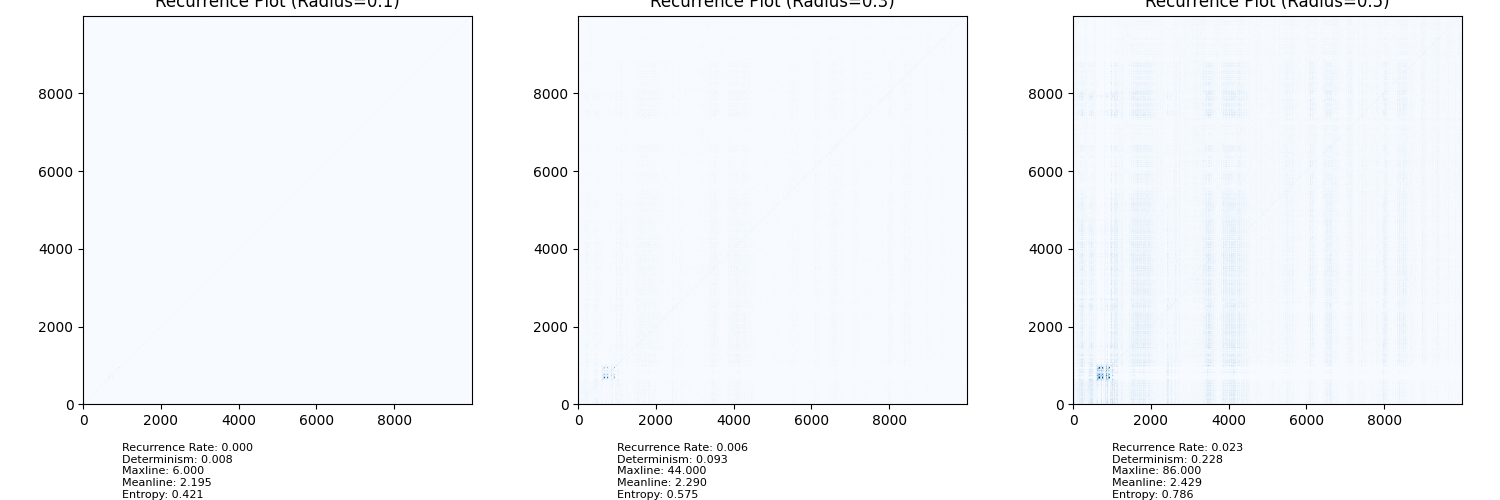 Recurrence Plot (Radius=0.1)
Recurrence Plot (Radius=0.3)
Recurrence Plot (Radius=0.5)
8000
6000
4000
2000
0
0 2000 4000 6000 8000
Recurrence Rate: 0.000
Determinism: 0.008
Maxline: 6.000
Meanline: 2.195
Entropy: 0.421
8000
6000
4000
2000
0
0 2000 4000 6000 8000
Recurrence Rate: 0.006
Determinism: 0.093
Maxline: 44.000
Meanline: 2.290
Entropy: 0.575
8000
6000
4000
2000
0
0 2000 4000 6000 8000
Recurrence Rate: 0.023
Determinism: 0.228
Maxline: 86.000
Meanline: 2.429
Entropy: 0.786